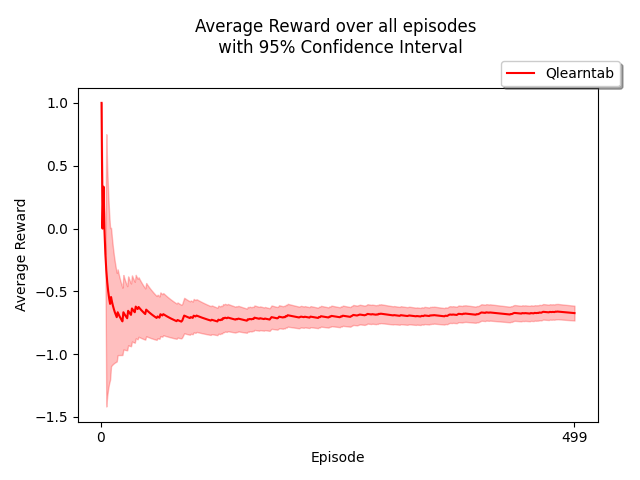 Average Reward over all episodes
with 95% Confidence Interval
Qlearntab
1.0
0.5
0.0
−0.5
−1.0
−1.5
Average Reward
0
499
Episode